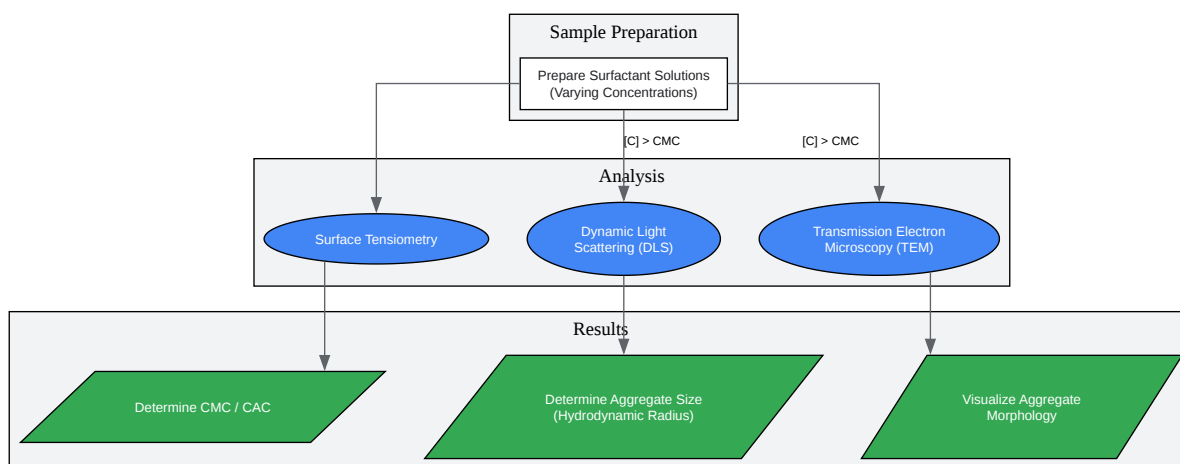 Sample Preparation
Prepare Surfactant Solutions
(Varying Concentrations)
[C] > CMC
[C] > CMC
Analysis
Surface Tensiometry
Dynamic Light
Scattering (DLS)
Transmission Electron
Microscopy (TEM)
Results
Determine CMC / CAC
Determine Aggregate Size
(Hydrodynamic Radius)
Visualize Aggregate
Morphology